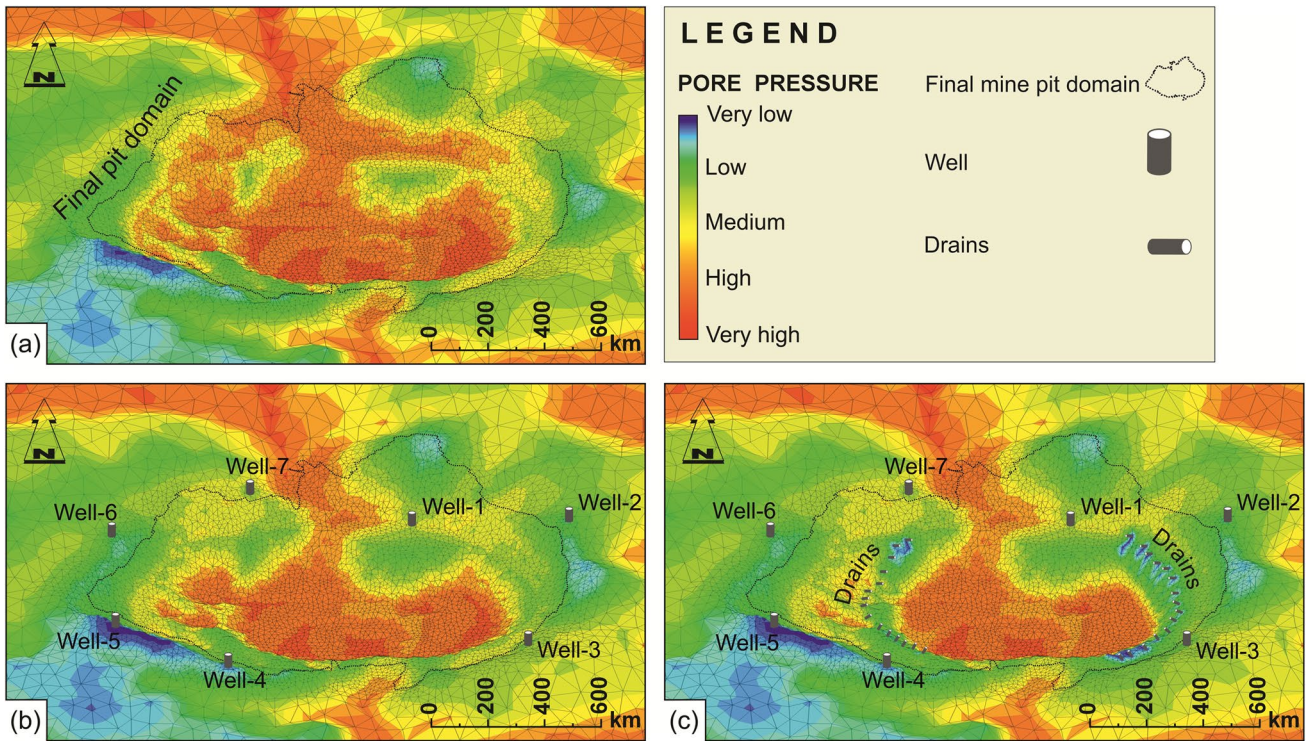 N
Final pit domain
0 200 400 600
km
(a)
LEGEND
PORE PRESSURE
Very low
Low
Medium
High
Very high
Final mine pit domain
Well
Drains
N
Well-7
Well-1
Well-2
Well-6
Well-5
Well-4
Well-3
0 200 400 600
km
(b)
N
Well-7
Well-1
Well-2
Well-6
Drains
Drains
Well-5
Well-4
Well-3
0 200 400 600
km
(c)